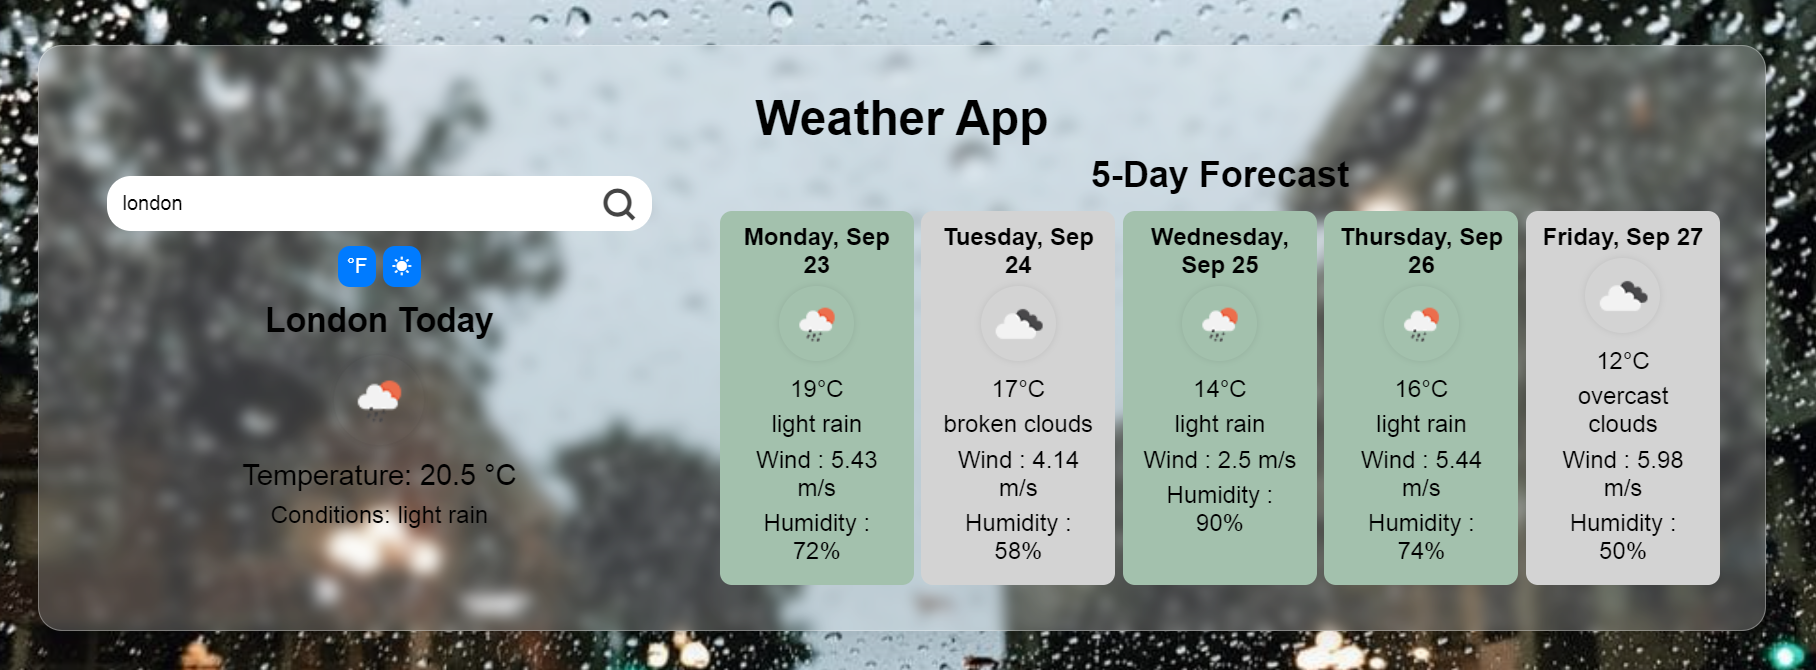 Weather App
london
°F
London Today
Temperature: 20.5 °C
Conditions: light rain
5-Day Forecast
Monday, Sep
23
19°C
light rain
Wind : 5.43
m/s
Humidity :
72%
Tuesday, Sep
24
17°C
broken clouds
Wind : 4.14
m/s
Humidity :
58%
Wednesday,
Sep 25
14°C
light rain
Wind : 2.5 m/s
Humidity :
90%
Thursday, Sep
26
16°C
light rain
Wind : 5.44
m/s
Humidity :
74%
Friday, Sep 27
12°C
overcast
clouds
Wind : 5.98
m/s
Humidity :
50%